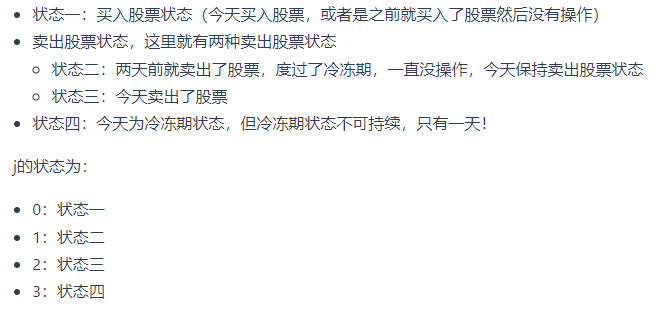 状态一：买入股票状态（今天买入股票，或者是之前就买入了股票然后没有操作）
卖出股票状态，这里就有两种卖出股票状态
状态二：两天前就卖出了股票，度过了冷冻期，一直没操作，今天保持卖出股票状态
状态三：今天卖出了股票
状态四：今天为冷冻期状态，但冷冻期状态不可持续，只有一天！
j的状态为：
0：状态一
1：状态二
2：状态三
3：状态四